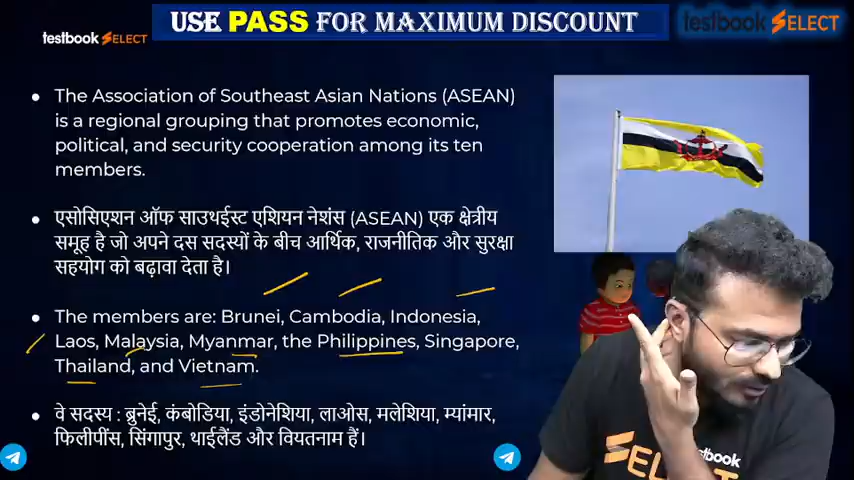 USE PASS FOR MAXIMUM DISCOUNT
testbook SELECT
testbook SELECT
The Association of Southeast Asian Nations (ASEAN)
is a regional grouping that promotes economic,
political, and security cooperation among its ten
members.
एसोसिएशन ऑफ साउथईस्ट एशियन नेशंस (ASEAN) एक क्षेत्रीय
समूह है जो अपने दस सदस्यों के बीच आर्थिक, राजनीतिक और सुरक्षा
सहयोग को बढ़ावा देता है।
The members are: Brunei, Cambodia, Indonesia,
Laos, Malaysia, Myanmar, the Philippines, Singapore,
Thailand, and Vietnam.
वे सदस्य : ब्रुनेई, कंबोडिया, इंडोनेशिया, लाओस, मलेशिया, म्यांमार,
फिलीपींस, सिंगापुर, थाईलैंड और वियतनाम हैं।
testbook
SELECT